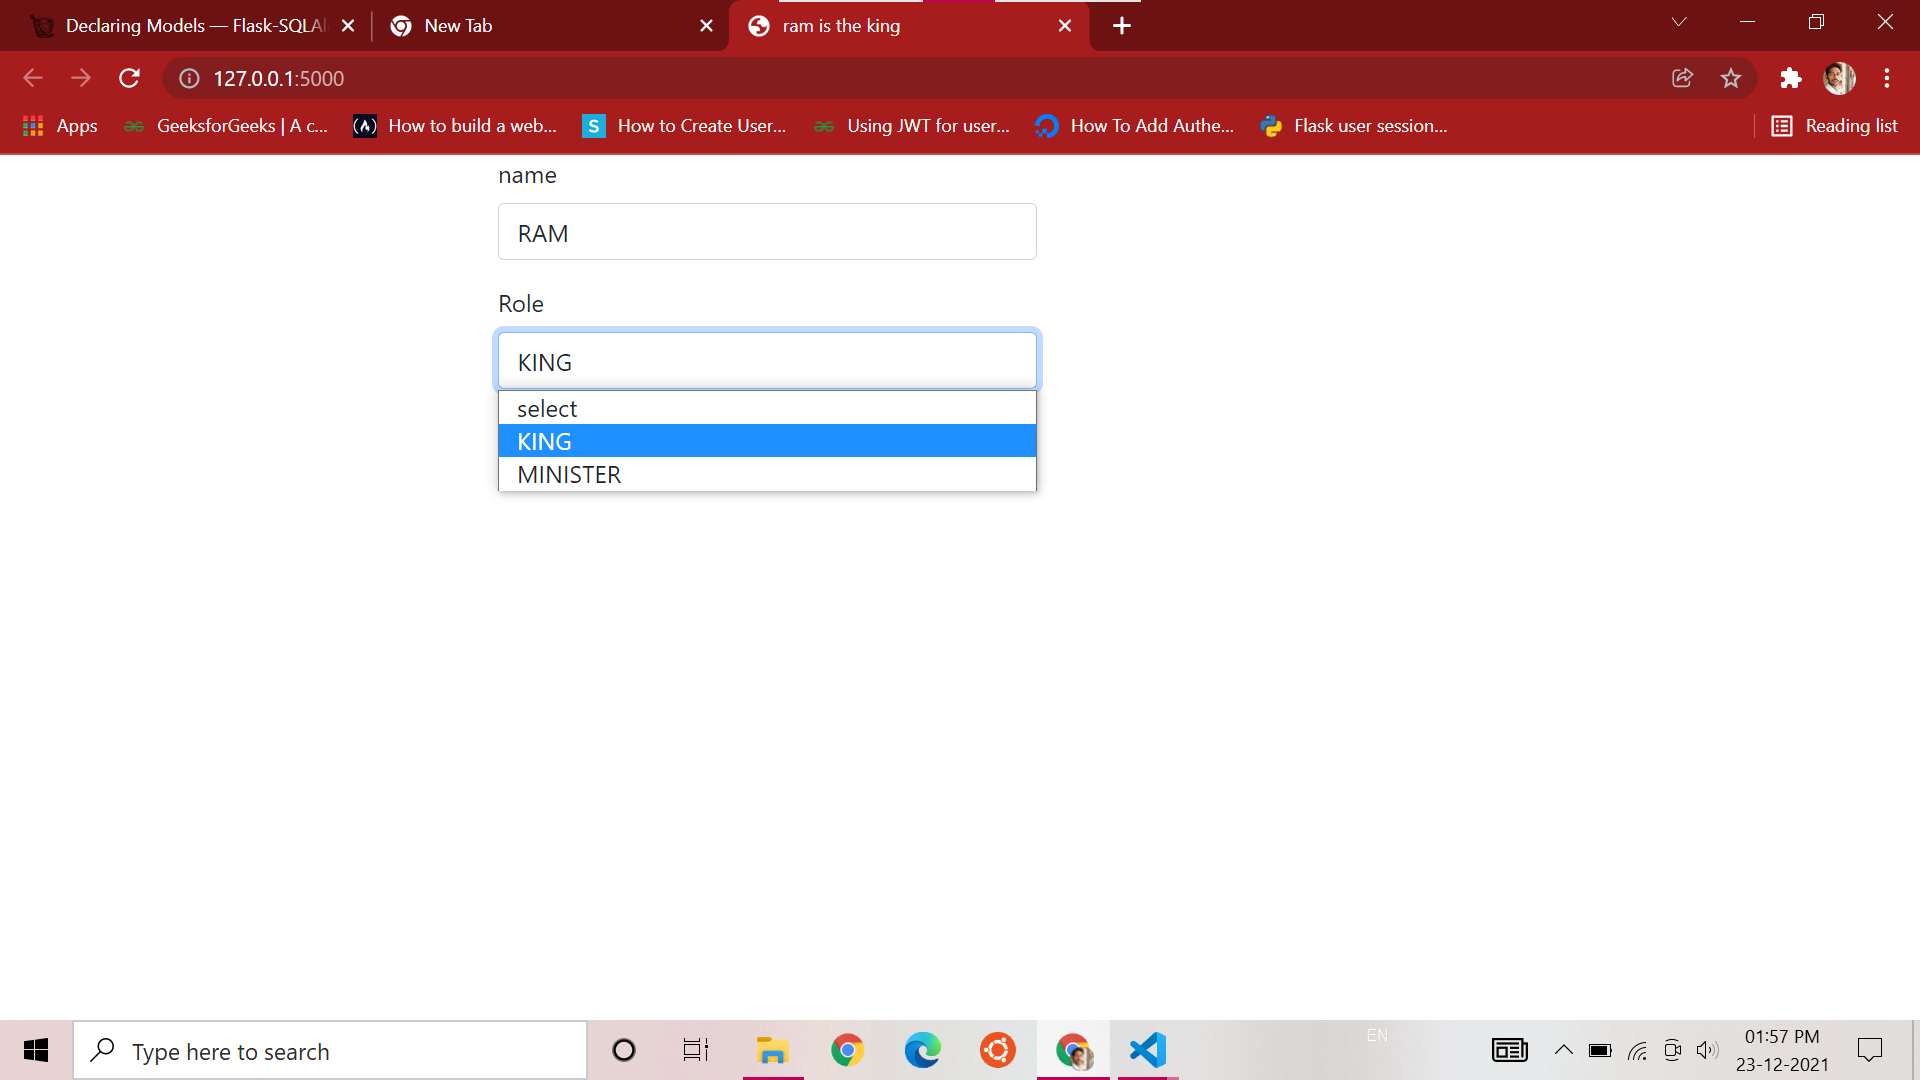 Declaring Models — Flask-SQLAl
New Tab
ram is the king
127.0.0.1:5000
Apps
GeeksforGeeks | A c...
How to build a web...
S
How to Create User...
Using JWT for user...
How To Add Authe...
Flask user session...
Reading list
name
RAM
Role
KING
select
KING
MINISTER
Type here to search
EN
01:57 PM
23-12-2021